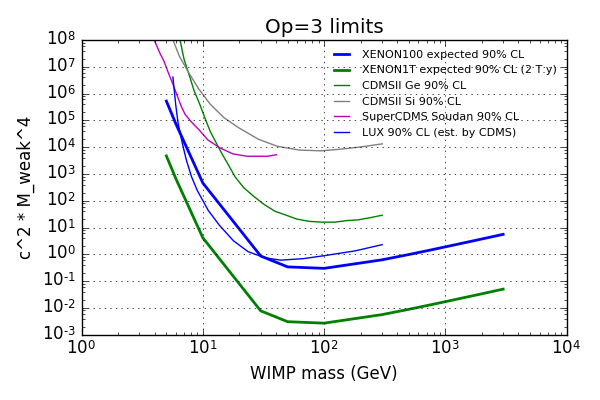 Op=3 limits
c^2 * M_weak^4
10^8
10^7
10^6
10^5
10^4
10^3
10^2
10^1
10^0
10^-1
10^-2
10^-3
XENON100 expected 90% CL
XENON1T expected 90% CL (2 T.y)
CDMSII Ge 90% CL
CDMSII Si 90% CL
SuperCDMS Soudan 90% CL
LUX 90% CL (est. by CDMS)
10^0 10^1 10^2 10^3 10^4
WIMP mass (GeV)